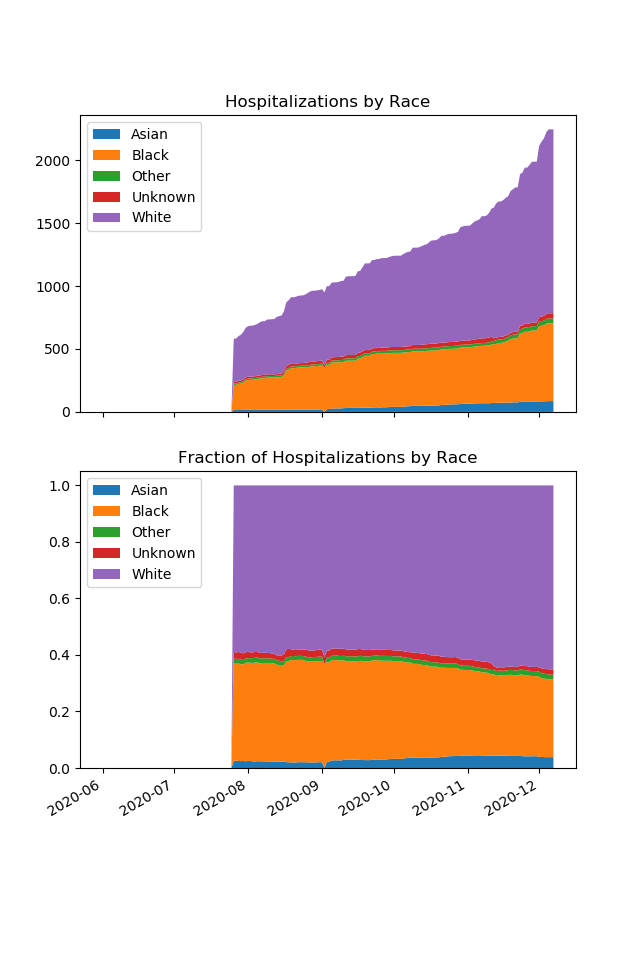 Hospitalizations by Race
Asian
Black
Other
Unknown
White
2000
1500
1000
500
0
Fraction of Hospitalizations by Race
Asian
Black
Other
Unknown
White
1.0
0.8
0.6
0.4
0.2
0.0
2020-06
2020-07
2020-08
2020-09
2020-10
2020-11
2020-12